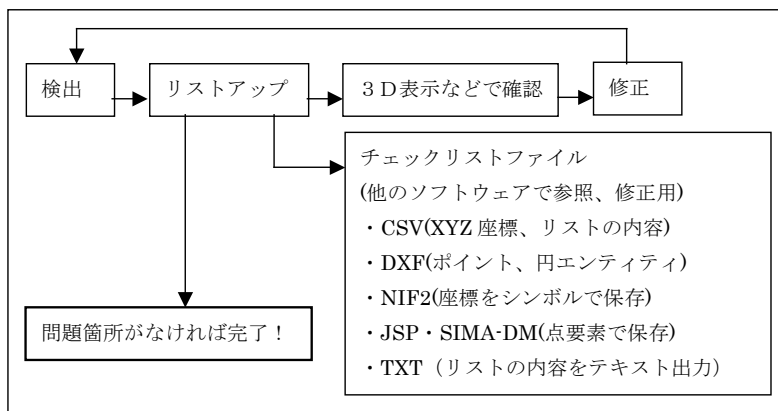 検出
リストアップ
３Ｄ表示などで確認
修正
チェックリストファイル
(他のソフトウェアで参照、修正用)
・CSV(XYZ 座標、リストの内容)
・DXF(ポイント、円エンティティ)
・NIF2(座標をシンボルで保存)
・JSP・SIMA-DM(点要素で保存)
・TXT（リストの内容をテキスト出力）
問題箇所がなければ完了！